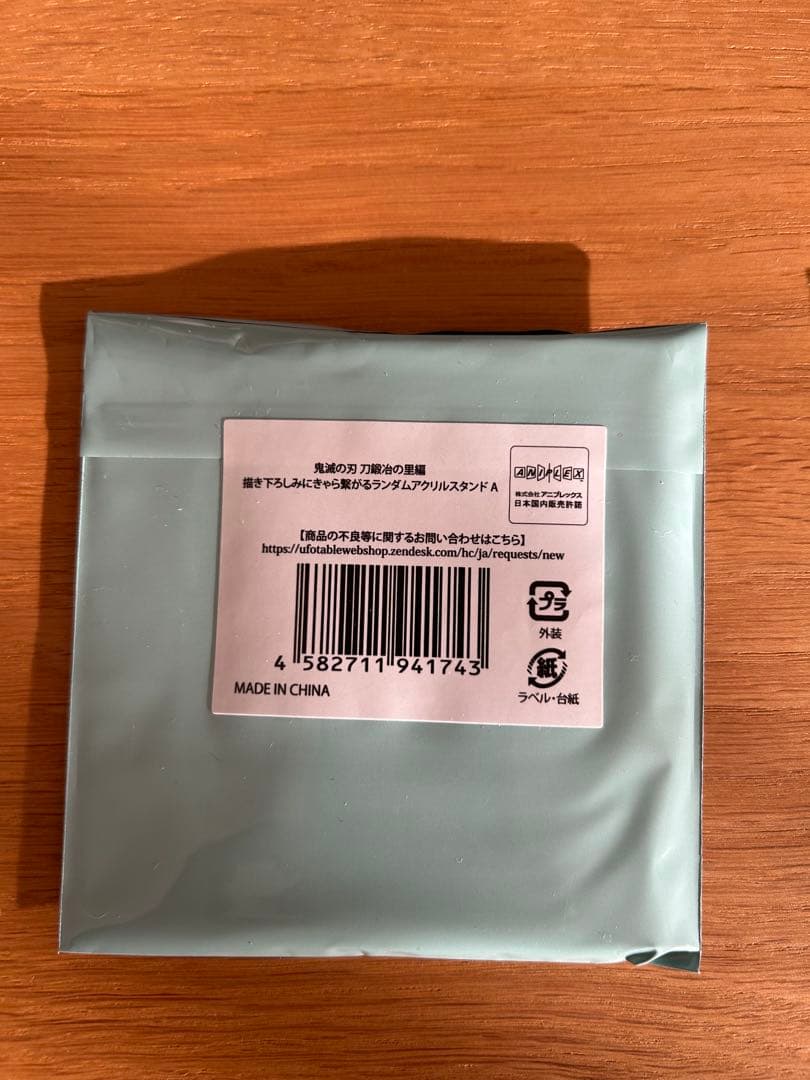 鬼滅の刃 刀鍛冶の里編
描き下ろしみにきゃら繋がるランダムアクリルスタンド A
ANIPLEX
株式会社 アニプレックス
日本国内販売許諾
【商品の不良等に関するお問い合わせはこちら】
https://ufotablewebshop.zendesk.com/hc/ja/requests/new
4 582711 941743
プラ
外装
紙
ラベル・台紙
MADE IN CHINA